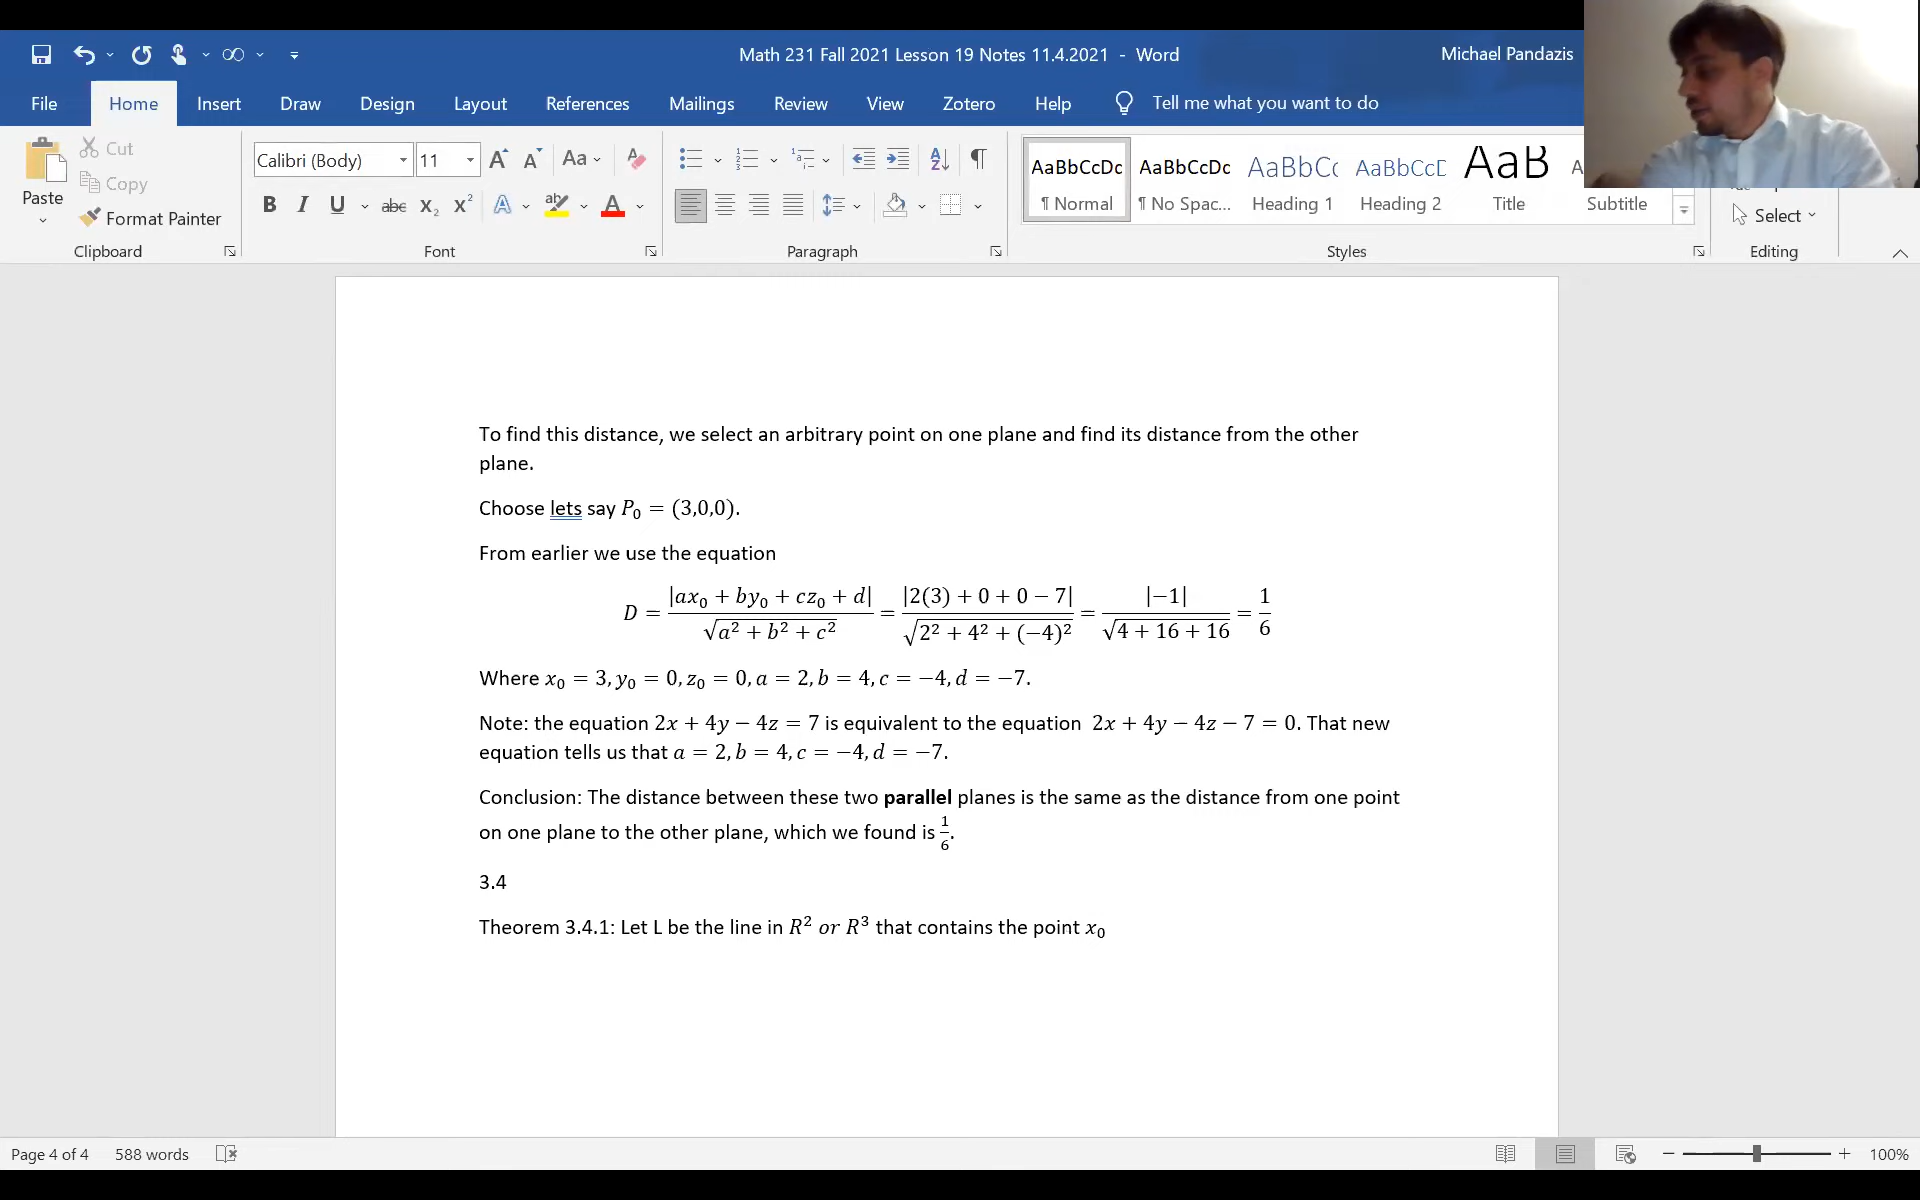 Math 231 Fall 2021 Lesson 19 Notes 11.4.2021 - Word
Michael Pandazis
File Home Insert Draw Design Layout References Mailings Review View Zotero Help Tell me what you want to do
Paste
Cut
Copy
Format Painter
Clipboard
Calibri (Body) 11
Font
Paragraph
AaBbCcDc AaBbCcDc AaBbCc AaBbCcD AaB
¶ Normal ¶ No Spac... Heading 1 Heading 2 Title Subtitle
Styles
Select
Editing
To find this distance, we select an arbitrary point on one plane and find its distance from the other
plane.
Choose lets say P₀ = (3,0,0).
From earlier we use the equation
D = |ax₀ + by₀ + cz₀ + d| / √(a² + b² + c²) = |2(3) + 0 + 0 − 7| / √(2² + 4² + (−4)²) = |−1| / √(4 + 16 + 16) = 1/6
Where x₀ = 3, y₀ = 0, z₀ = 0, a = 2, b = 4, c = −4, d = −7.
Note: the equation 2x + 4y − 4z = 7 is equivalent to the equation 2x + 4y − 4z − 7 = 0. That new
equation tells us that a = 2, b = 4, c = −4, d = −7.
Conclusion: The distance between these two parallel planes is the same as the distance from one point
on one plane to the other plane, which we found is 1/6.
3.4
Theorem 3.4.1: Let L be the line in R² or R³ that contains the point x₀
Page 4 of 4 588 words
100%